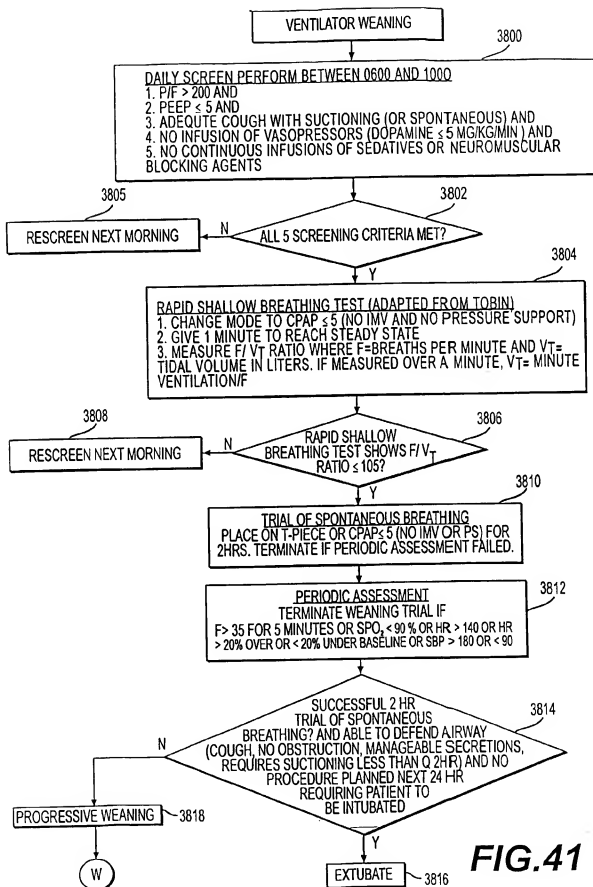 VENTILATOR WEANING
3800
DAILY SCREEN PERFORM BETWEEN 0600 AND 1000
1. P/F > 200 AND
2. PEEP ≤ 5 AND
3. ADEQUTE COUGH WITH SUCTIONING (OR SPONTANEOUS) AND
4. NO INFUSION OF VASOPRESSORS (DOPAMINE ≤ 5 MG/KG/MIN) AND
5. NO CONTINUOUS INFUSIONS OF SEDATIVES OR NEUROMUSCULAR
BLOCKING AGENTS
3805
3802
RESCREEN NEXT MORNING
N
ALL 5 SCREENING CRITERIA MET?
Y
3804
RAPID SHALLOW BREATHING TEST (ADAPTED FROM TOBIN)
1. CHANGE MODE TO CPAP ≤ 5 (NO IMV AND NO PRESSURE SUPPORT)
2. GIVE 1 MINUTE TO REACH STEADY STATE
3. MEASURE F/ VT RATIO WHERE F=BREATHS PER MINUTE AND VT=
TIDAL VOLUME IN LITERS. IF MEASURED OVER A MINUTE, VT= MINUTE
VENTILATION/F
3808
3806
RESCREEN NEXT MORNING
N
RAPID SHALLOW
BREATHING TEST SHOWS F/VT
RATIO ≤ 105?
Y
3810
TRIAL OF SPONTANEOUS BREATHING
PLACE ON T-PIECE OR CPAP≤ 5 (NO IMV OR PS) FOR
2HRS. TERMINATE IF PERIODIC ASSESSMENT FAILED.
3812
PERIODIC ASSESSMENT
TERMINATE WEANING TRIAL IF
F> 35 FOR 5 MINUTES OR SPO2 < 90 % OR HR > 140 OR HR
> 20% OVER OR < 20% UNDER BASELINE OR SBP > 180 OR < 90
3814
SUCCESSFUL 2 HR
TRIAL OF SPONTANEOUS
BREATHING? AND ABLE TO DEFEND AIRWAY
(COUGH, NO OBSTRUCTION, MANAGEABLE SECRETIONS,
REQUIRES SUCTIONING LESS THAN Q 2HR) AND NO
PROCEDURE PLANNED NEXT 24 HR
REQUIRING PATIENT TO
BE INTUBATED
N
PROGRESSIVE WEANING
3818
W
Y
EXTUBATE
3816
FIG.41